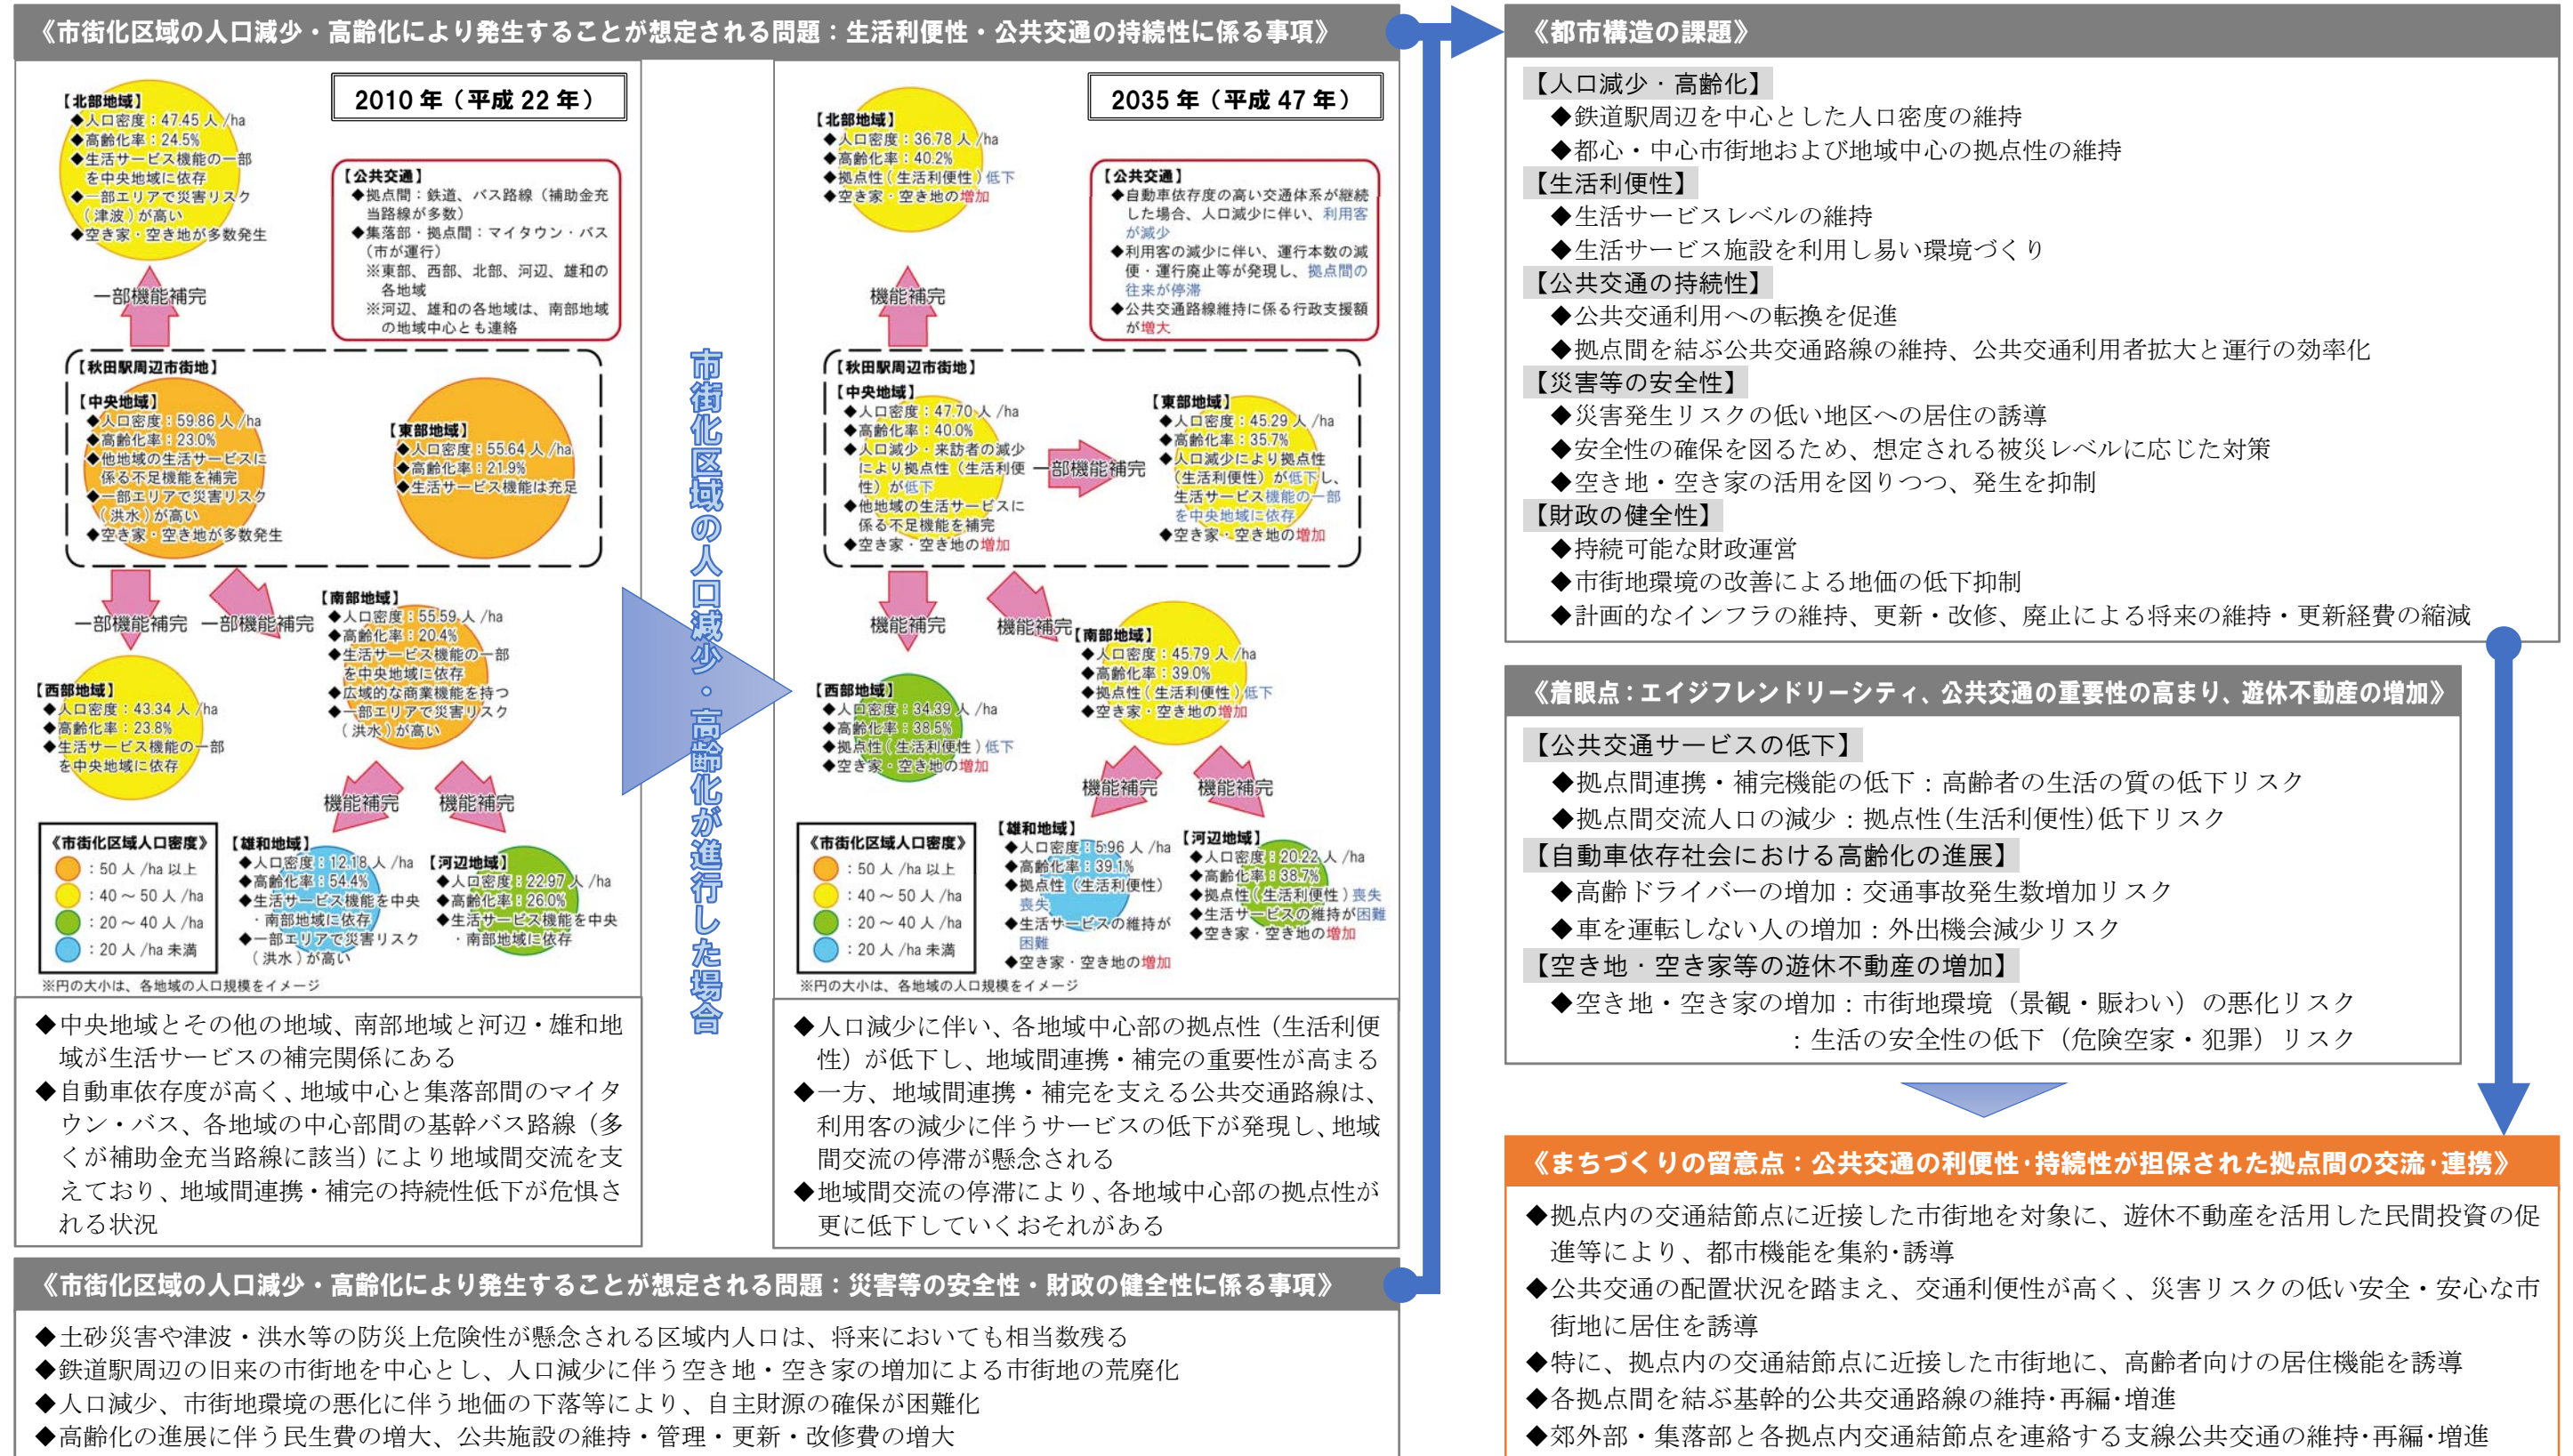 《市街化区域の人口減少・高齢化により発生することが想定される問題：生活利便性・公共交通の持続性に係る事項》
2010 年（平成 22 年）
【北部地域】
◆人口密度：47.45 人 /ha
◆高齢化率：24.5%
◆生活サービス機能の一部
を中央地域に依存
◆一部エリアで災害リスク
（津波）が高い
◆空き家・空き地が多数発生
【公共交通】
◆拠点間：鉄道、バス路線（補助金充
当路線が多数）
◆集落部・拠点間：マイタウン・バス
（市が運行）
※東部、西部、北部、河辺、雄和の
各地域
※河辺、雄和の各地域は、南部地域
の地域中心とも連絡
一部機能補完
【秋田駅周辺市街地】
【中央地域】
◆人口密度：59.86 人 /ha
◆高齢化率：23.0%
◆他地域の生活サービスに
係る不足機能を補完
◆一部エリアで災害リスク
（洪水）が高い
◆空き家・空き地が多数発生
【東部地域】
◆人口密度：55.64 人 /ha
◆高齢化率：21.9%
◆生活サービス機能は充足
一部機能補完
一部機能補完
【南部地域】
◆人口密度：55.59 人 /ha
◆高齢化率：20.4%
◆生活サービス機能の一部
を中央地域に依存
◆広域的な商業機能を持つ
◆一部エリアで災害リスク
（洪水）が高い
【西部地域】
◆人口密度：43.34 人 /ha
◆高齢化率：23.8%
◆生活サービス機能の一部
を中央地域に依存
機能補完
機能補完
《市街化区域人口密度》
：50 人 /ha 以上
：40 ～ 50 人 /ha
：20 ～ 40 人 /ha
：20 人 /ha 未満
【雄和地域】
◆人口密度：12.18 人 /ha
◆高齢化率：54.4%
◆生活サービス機能を中央
・南部地域に依存
◆一部エリアで災害リスク
（洪水）が高い
【河辺地域】
◆人口密度：22.97 人 /ha
◆高齢化率：26.0%
◆生活サービス機能を中央
・南部地域に依存
※円の大小は、各地域の人口規模をイメージ
◆中央地域とその他の地域、南部地域と河辺・雄和地
域が生活サービスの補完関係にある
◆自動車依存度が高く、地域中心と集落部間のマイタ
ウン・バス、各地域の中心部間の基幹バス路線（多
くが補助金充当路線に該当）により地域間交流を支
えており、地域間連携・補完の持続性低下が危惧さ
れる状況
市街化区域の人口減少・高齢化が進行した場合
2035 年（平成 47 年）
【北部地域】
◆人口密度：36.78 人 /ha
◆高齢化率：40.2%
◆拠点性（生活利便性）低下
◆空き家・空き地の増加
【公共交通】
◆自動車依存度の高い交通体系が継続
した場合、人口減少に伴い、利用客
が減少
◆利用客の減少に伴い、運行本数の減
便・運行廃止等が発現し、拠点間の
往来が停滞
◆公共交通路線維持に係る行政支援額
が増大
機能補完
【秋田駅周辺市街地】
【中央地域】
◆人口密度：47.70 人 /ha
◆高齢化率：40.0%
◆人口減少・来訪者の減少
により拠点性（生活利便
性）が低下
◆他地域の生活サービスに
係る不足機能を補完
◆空き家・空き地の増加
一部機能補完
【東部地域】
◆人口密度：45.29 人 /ha
◆高齢化率：35.7%
◆人口減少により拠点性
（生活利便性）が低下し、
生活サービス機能の一部
を中央地域に依存
◆空き家・空き地の増加
機能補完
機能補完
【南部地域】
◆人口密度：45.79 人 /ha
◆高齢化率：39.0%
◆拠点性（生活利便性）低下
◆空き家・空き地の増加
【西部地域】
◆人口密度：34.39 人 /ha
◆高齢化率：38.5%
◆拠点性（生活利便性）低下
◆空き家・空き地の増加
機能補完
機能補完
《市街化区域人口密度》
：50 人 /ha 以上
：40 ～ 50 人 /ha
：20 ～ 40 人 /ha
：20 人 /ha 未満
【雄和地域】
◆人口密度：5.96 人 /ha
◆高齢化率：39.1%
◆拠点性（生活利便性）
喪失
◆生活サービスの維持が
困難
◆空き家・空き地の増加
【河辺地域】
◆人口密度：20.22 人 /ha
◆高齢化率：38.7%
◆拠点性（生活利便性）喪失
◆生活サービスの維持が困難
◆空き家・空き地の増加
※円の大小は、各地域の人口規模をイメージ
◆人口減少に伴い、各地域中心部の拠点性（生活利便
性）が低下し、地域間連携・補完の重要性が高まる
◆一方、地域間連携・補完を支える公共交通路線は、
利用客の減少に伴うサービスの低下が発現し、地域
間交流の停滞が懸念される
◆地域間交流の停滞により、各地域中心部の拠点性が
更に低下していくおそれがある
《市街化区域の人口減少・高齢化により発生することが想定される問題：災害等の安全性・財政の健全性に係る事項》
◆土砂災害や津波・洪水等の防災上危険性が懸念される区域内人口は、将来においても相当数残る
◆鉄道駅周辺の旧来の市街地を中心とし、人口減少に伴う空き地・空き家の増加による市街地の荒廃化
◆人口減少、市街地環境の悪化に伴う地価の下落等により、自主財源の確保が困難化
◆高齢化の進展に伴う民生費の増大、公共施設の維持・管理・更新・改修費の増大
《都市構造の課題》
【人口減少・高齢化】
◆鉄道駅周辺を中心とした人口密度の維持
◆都心・中心市街地および地域中心の拠点性の維持
【生活利便性】
◆生活サービスレベルの維持
◆生活サービス施設を利用し易い環境づくり
【公共交通の持続性】
◆公共交通利用への転換を促進
◆拠点間を結ぶ公共交通路線の維持、公共交通利用者拡大と運行の効率化
【災害等の安全性】
◆災害発生リスクの低い地区への居住の誘導
◆安全性の確保を図るため、想定される被災レベルに応じた対策
◆空き地・空き家の活用を図りつつ、発生を抑制
【財政の健全性】
◆持続可能な財政運営
◆市街地環境の改善による地価の低下抑制
◆計画的なインフラの維持、更新・改修、廃止による将来の維持・更新経費の縮減
《着眼点：エイジフレンドリーシティ、公共交通の重要性の高まり、遊休不動産の増加》
【公共交通サービスの低下】
◆拠点間連携・補完機能の低下：高齢者の生活の質の低下リスク
◆拠点間交流人口の減少：拠点性(生活利便性)低下リスク
【自動車依存社会における高齢化の進展】
◆高齢ドライバーの増加：交通事故発生数増加リスク
◆車を運転しない人の増加：外出機会減少リスク
【空き地・空き家等の遊休不動産の増加】
◆空き地・空き家の増加：市街地環境（景観・賑わい）の悪化リスク
：生活の安全性の低下（危険空家・犯罪）リスク
《まちづくりの留意点：公共交通の利便性・持続性が担保された拠点間の交流・連携》
◆拠点内の交通結節点に近接した市街地を対象に、遊休不動産を活用した民間投資の促
進等により、都市機能を集約・誘導
◆公共交通の配置状況を踏まえ、交通利便性が高く、災害リスクの低い安全・安心な市
街地に居住を誘導
◆特に、拠点内の交通結節点に近接した市街地に、高齢者向けの居住機能を誘導
◆各拠点間を結ぶ基幹的公共交通路線の維持・再編・増進
◆郊外部・集落部と各拠点内交通結節点を連絡する支線公共交通の維持・再編・増進